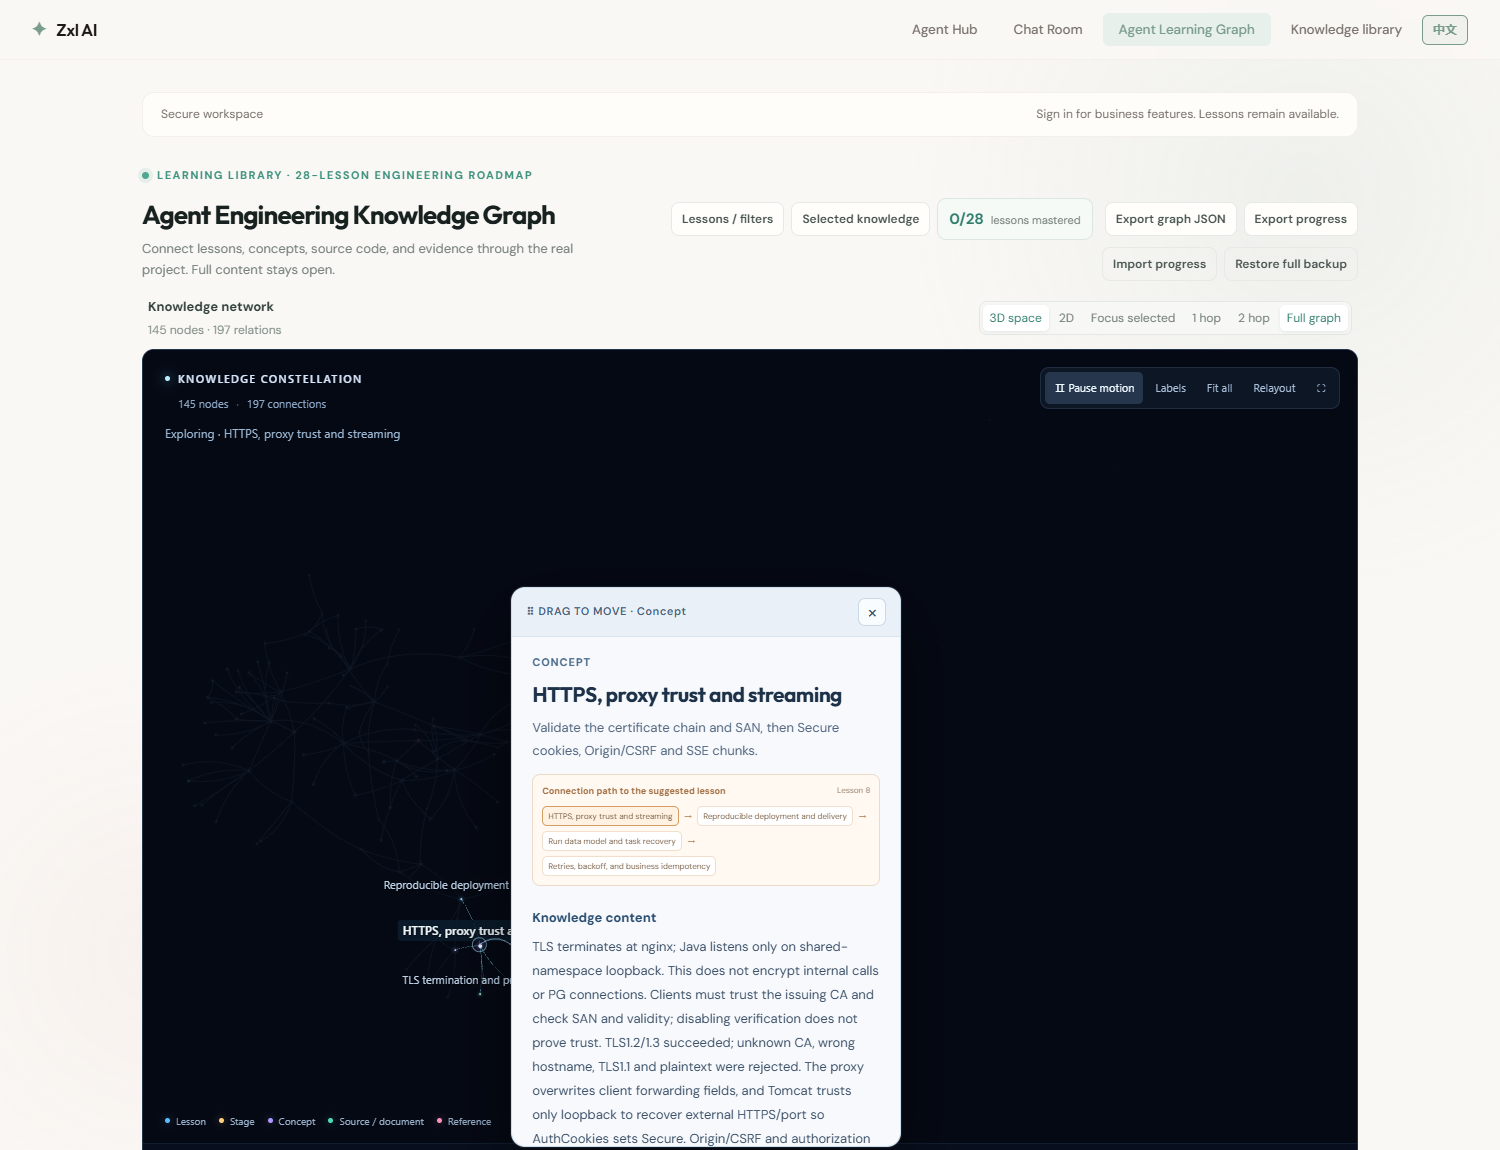 Zxl AI
Agent Hub
Chat Room
Agent Learning Graph
Knowledge library
中文
Secure workspace
Sign in for business features. Lessons remain available.
LEARNING LIBRARY · 28-LESSON ENGINEERING ROADMAP
Agent Engineering Knowledge Graph
Connect lessons, concepts, source code, and evidence through the real
project. Full content stays open.
Lessons / filters
Selected knowledge
0/28 lessons mastered
Export graph JSON
Export progress
Import progress
Restore full backup
Knowledge network
145 nodes · 197 relations
3D space
2D
Focus selected
1 hop
2 hop
Full graph
KNOWLEDGE CONSTELLATION
145 nodes · 197 connections
Exploring · HTTPS, proxy trust and streaming
Pause motion
Labels
Fit all
Relayout
DRAG TO MOVE · Concept
×
CONCEPT
HTTPS, proxy trust and streaming
Validate the certificate chain and SAN, then Secure
cookies, Origin/CSRF and SSE chunks.
Connection path to the suggested lesson
Lesson 8
HTTPS, proxy trust and streaming → Reproducible deployment and delivery →
Run data model and task recovery →
Retries, backoff, and business idempotency
Knowledge content
TLS terminates at nginx; Java listens only on shared-
namespace loopback. This does not encrypt internal calls
or PG connections. Clients must trust the issuing CA and
check SAN and validity; disabling verification does not
prove trust. TLS1.2/1.3 succeeded; unknown CA, wrong
hostname, TLS1.1 and plaintext were rejected. The proxy
overwrites client forwarding fields, and Tomcat trusts
only loopback to recover external HTTPS/port so
AuthCookies sets Secure. Origin/CSRF and authorization
Reproducible deployment
HTTPS, proxy trust a
TLS termination and pr
Lesson
Stage
Concept
Source / document
Reference